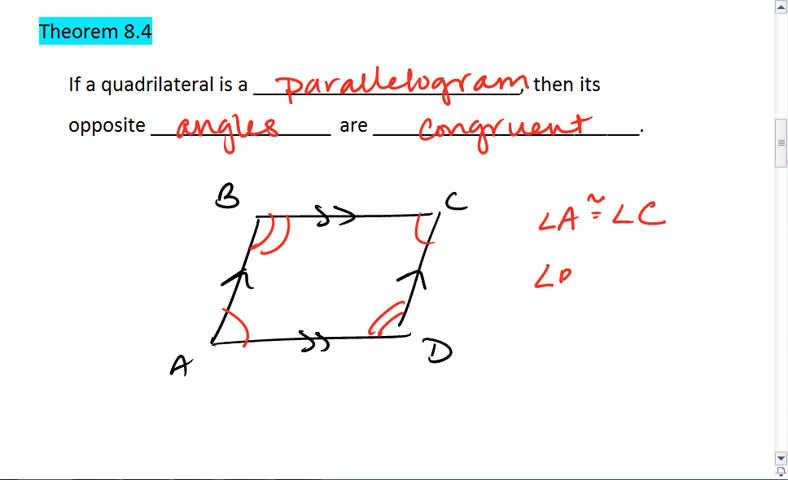 Theorem 8.4
If a quadrilateral is a parallelogram, then its
opposite angles are congruent.
B C
∠A ≅ ∠C
∠
A D